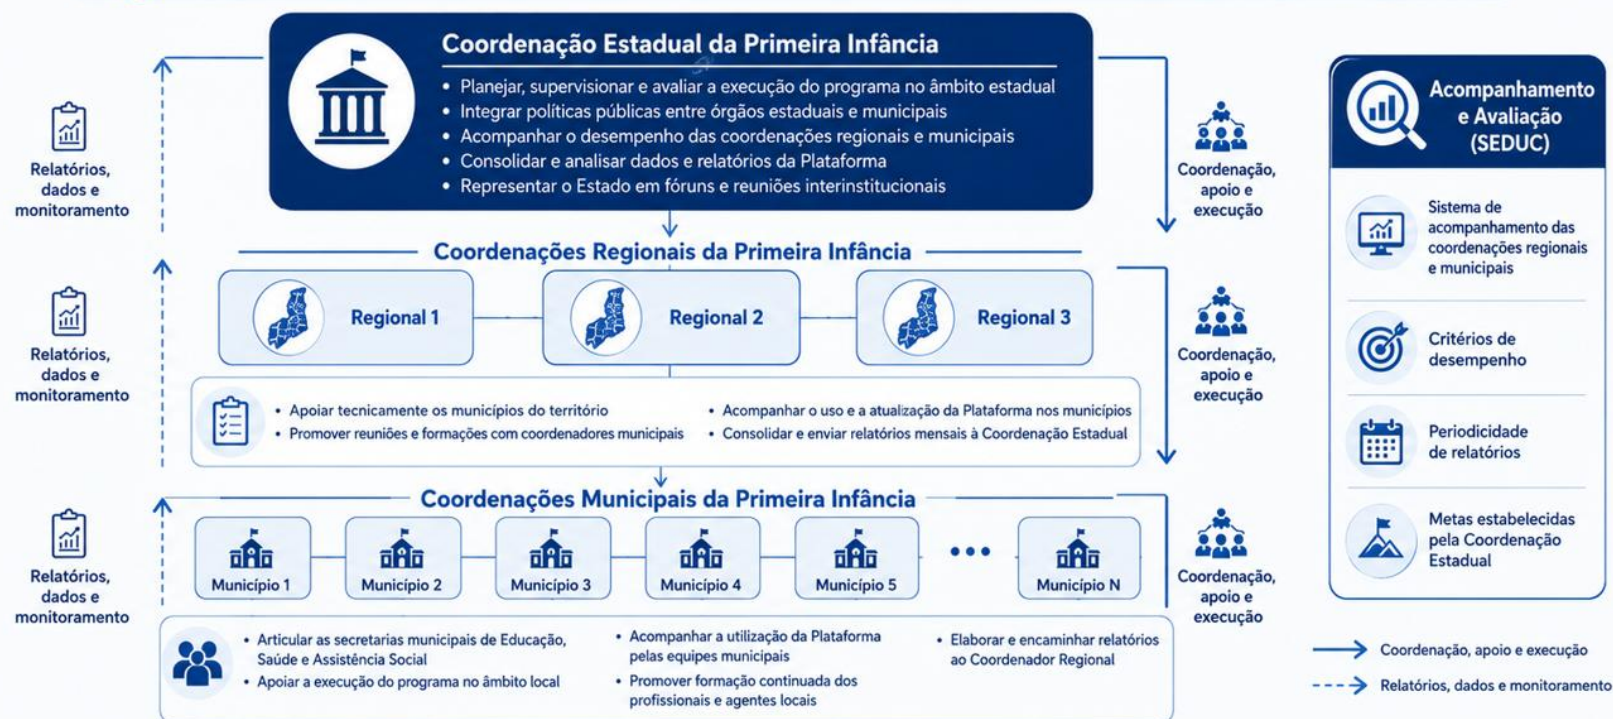 Coordenação Estadual da Primeira Infância
• Planejar, supervisionar e avaliar a execução do programa no âmbito estadual
• Integrar políticas públicas entre órgãos estaduais e municipais
• Acompanhar o desempenho das coordenações regionais e municipais
• Consolidar e analisar dados e relatórios da Plataforma
• Representar o Estado em fóruns e reuniões interinstitucionais
Relatórios,
dados e
monitoramento
Coordenação,
apoio e
execução
Coordenações Regionais da Primeira Infância
Regional 1
Regional 2
Regional 3
Relatórios,
dados e
monitoramento
Coordenação,
apoio e
execução
• Apoiar tecnicamente os municípios do território
• Promover reuniões e formações com coordenadores municipais
• Acompanhar o uso e a atualização da Plataforma nos municípios
• Consolidar e enviar relatórios mensais à Coordenação Estadual
Coordenações Municipais da Primeira Infância
Município 1
Município 2
Município 3
Município 4
Município 5
•••
Município N
Relatórios,
dados e
monitoramento
Coordenação,
apoio e
execução
• Articular as secretarias municipais de Educação,
Saúde e Assistência Social
• Apoiar a execução do programa no âmbito local
• Acompanhar a utilização da Plataforma
pelas equipes municipais
• Promover formação continuada dos
profissionais e agentes locais
• Elaborar e encaminhar relatórios
ao Coordenador Regional
Acompanhamento
e Avaliação
(SEDUC)
Sistema de
acompanhamento das
coordenações regionais
e municipais
Critérios de
desempenho
Periodicidade
de relatórios
Metas estabelecidas
pela Coordenação
Estadual
Coordenação, apoio e execução
Relatórios, dados e monitoramento